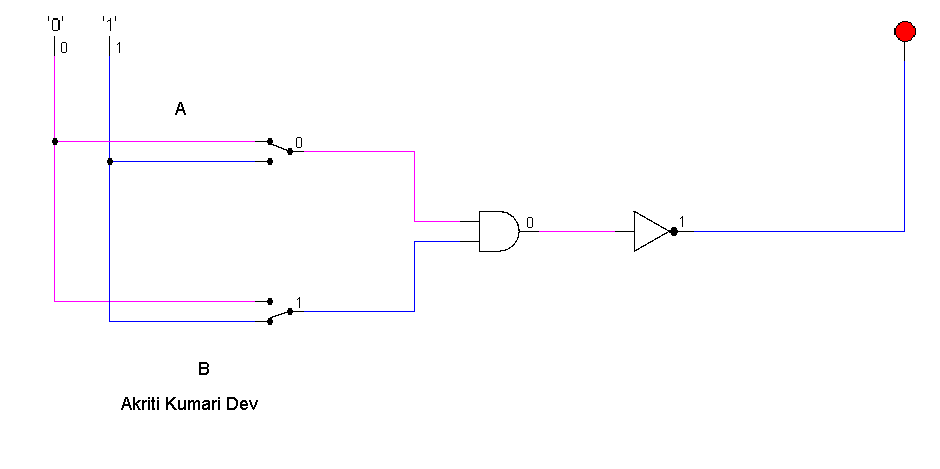 '0' '1'
0 1
A
0
0 1
1
B
Akriti Kumari Dev